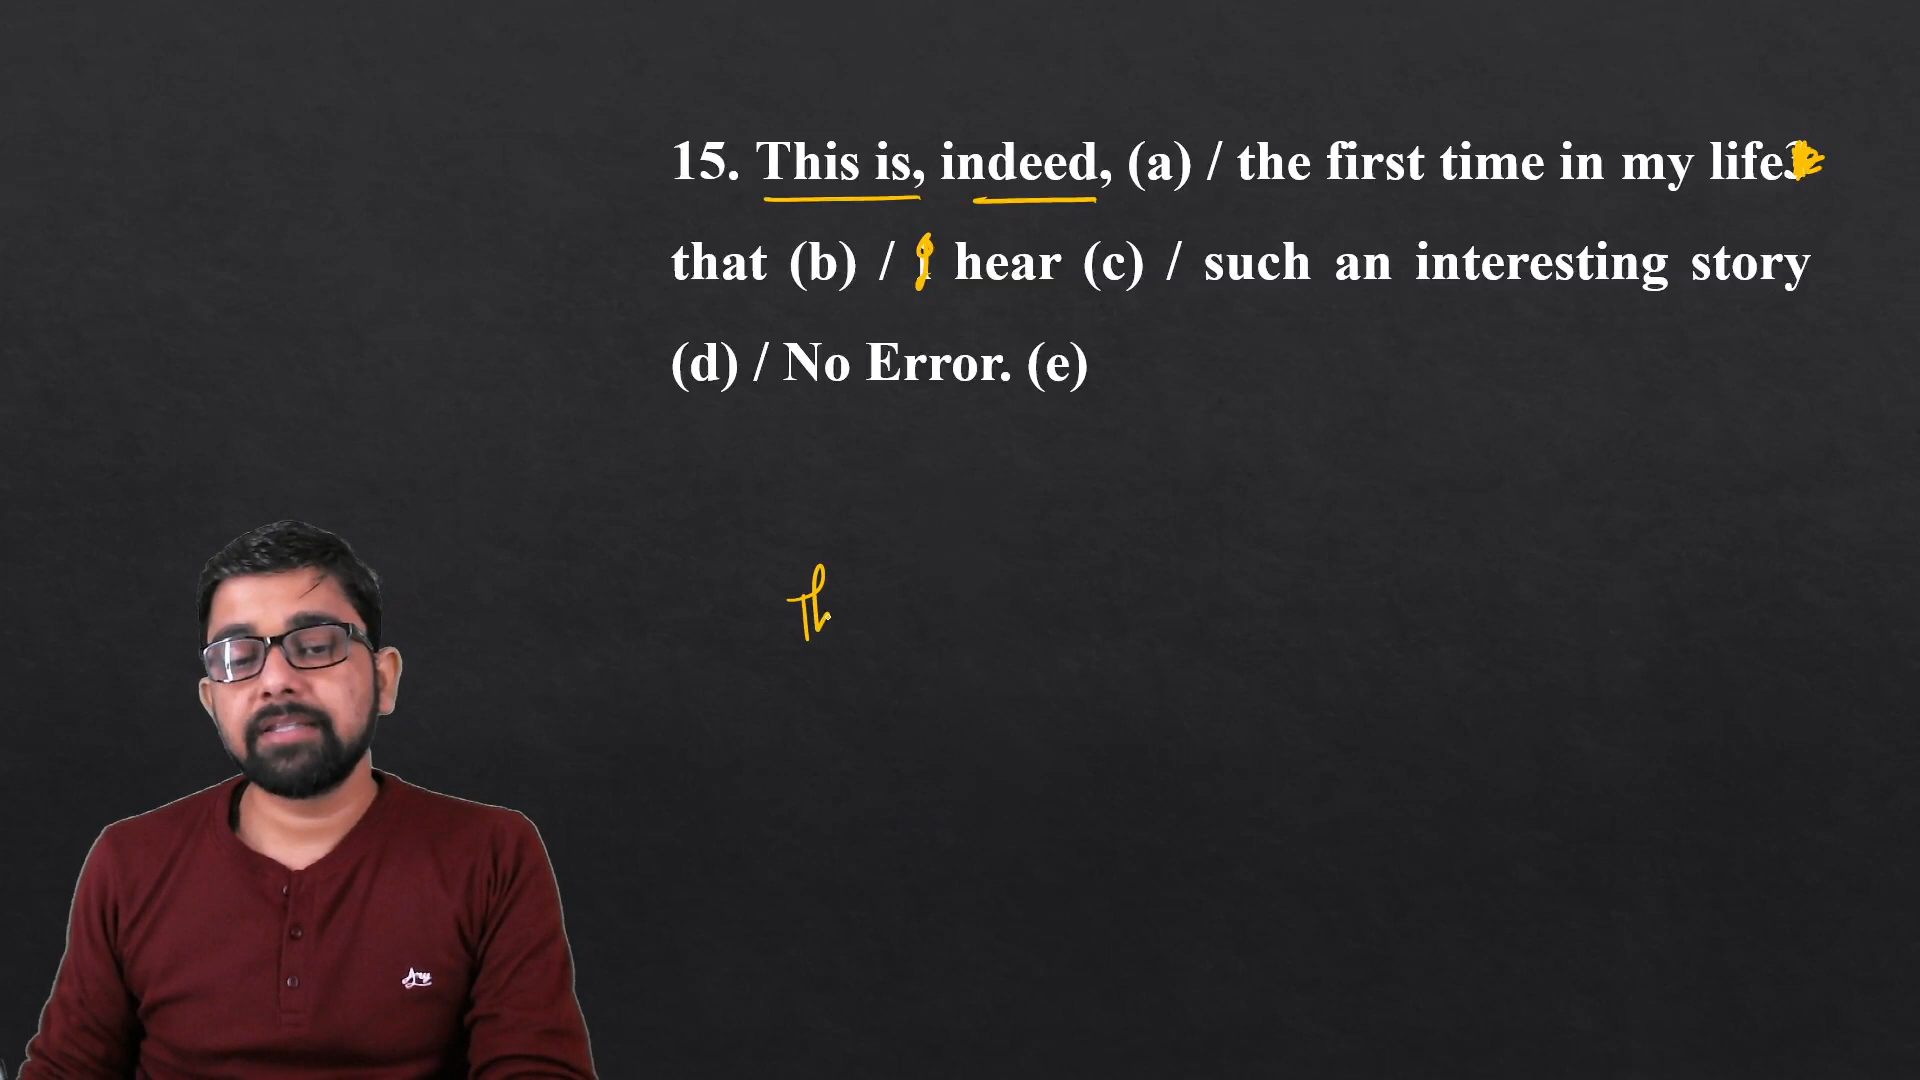 15. This is, indeed, (a) / the first time in my life
that (b) / I hear (c) / such an interesting story
(d) / No Error. (e)
Th